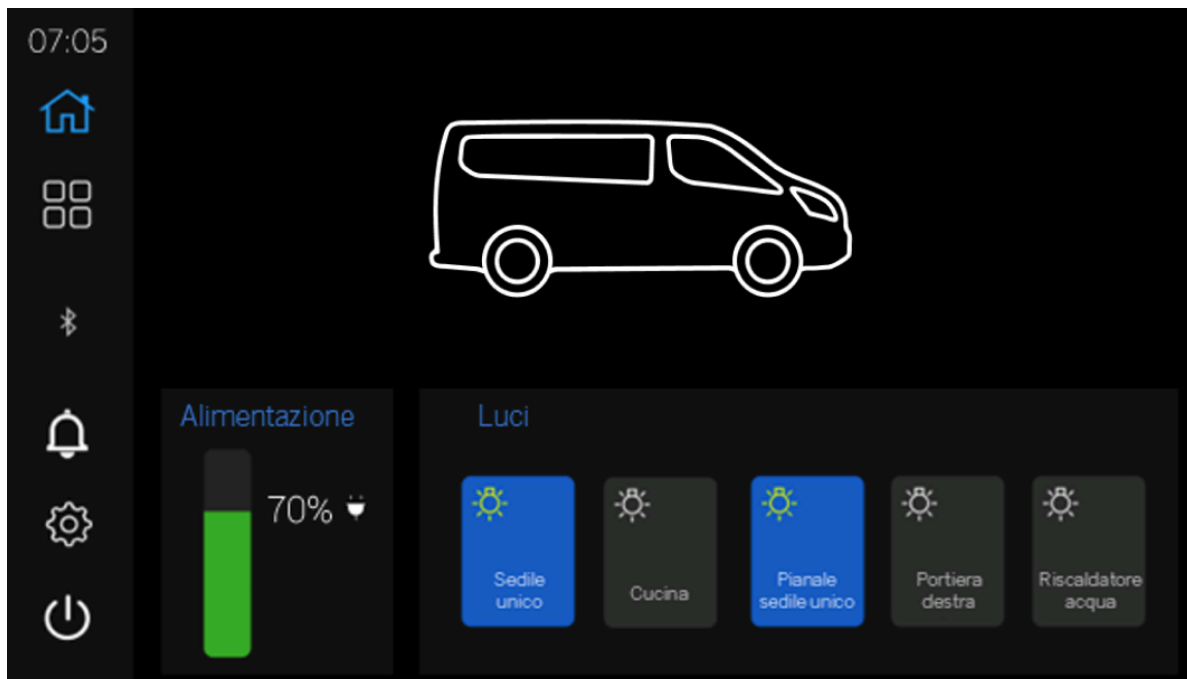 07:05
Alimentazione
70%
Luci
Sedile
unico
Cucina
Pianale
sedile unico
Portiera
destra
Riscaldatore
acqua